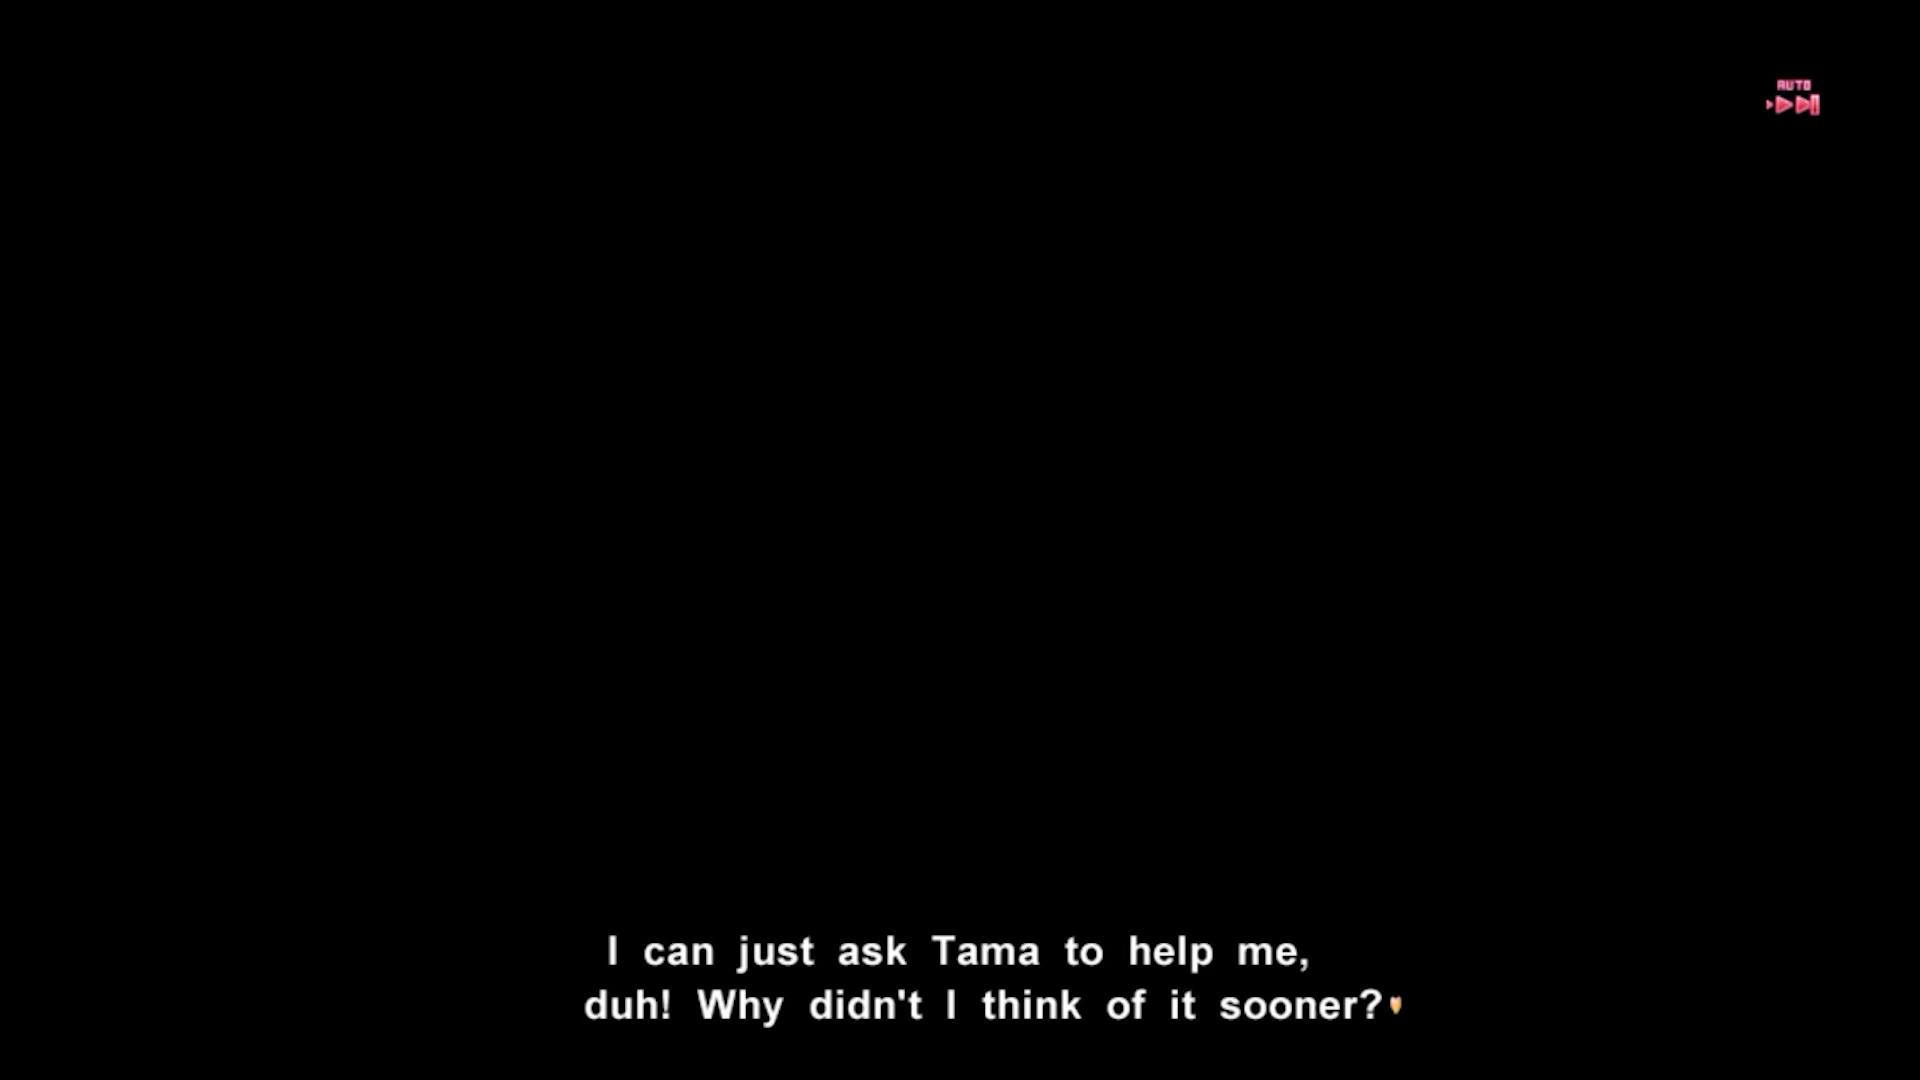 AUTO
I can just ask Tama to help me,
duh! Why didn't I think of it sooner?